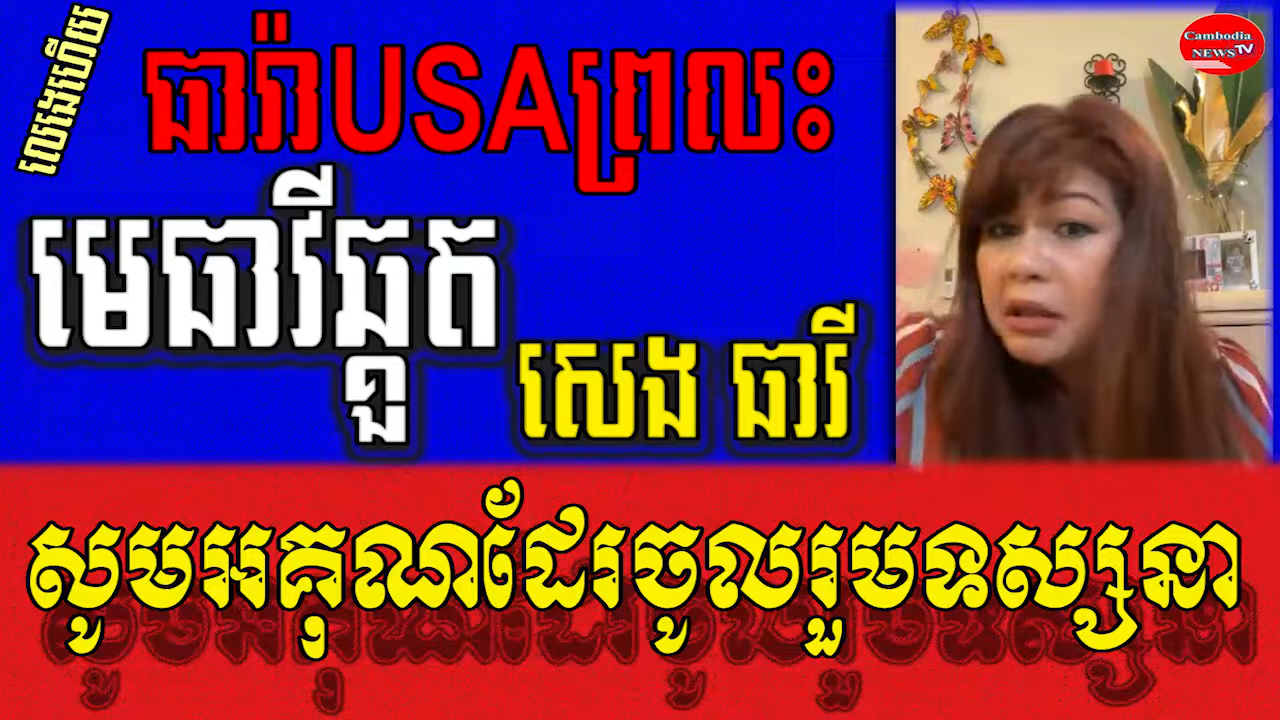 លេងហើយ
ធារ៉ាUSAព្រលះ
មេធាវីឆ្កួត
សេង ធារី
Cambodia
NEWS TV
សូមអគុណដែរចូលរួមទស្សនា